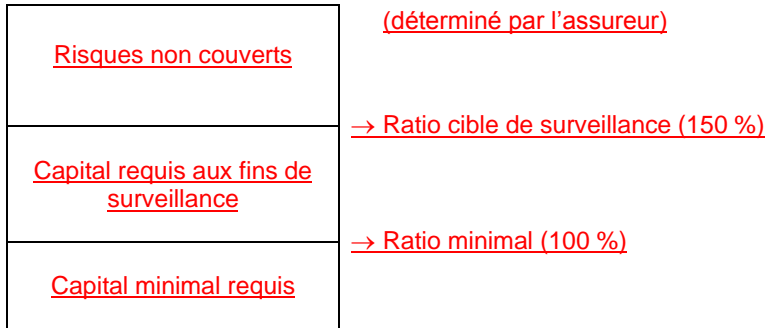 (déterminé par l’assureur)
Risques non couverts
→ Ratio cible de surveillance (150 %)
Capital requis aux fins de
surveillance
→ Ratio minimal (100 %)
Capital minimal requis